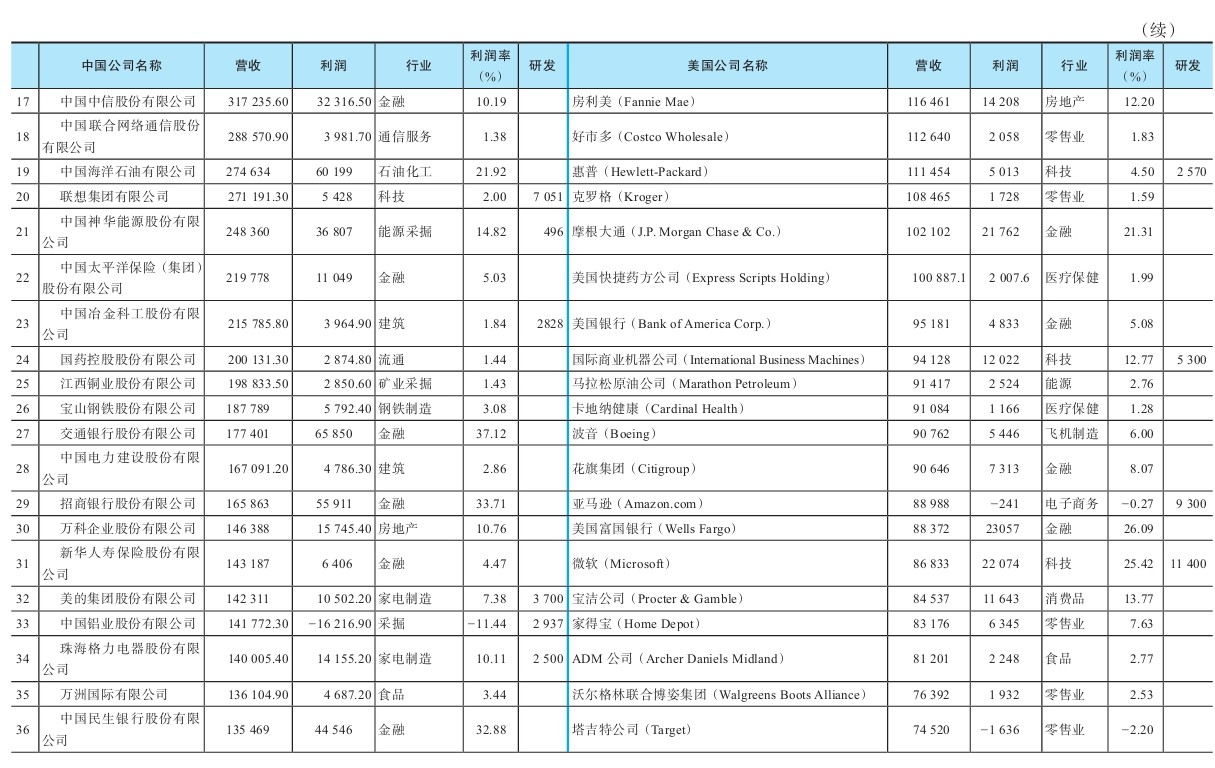 （续）
中国公司名称 营收 利润 行业 利润率（%） 研发 美国公司名称 营收 利润 行业 利润率（%） 研发
17 中国中信股份有限公司 317 235.60 32 316.50 金融 10.19 房利美（Fannie Mae） 116 461 14 208 房地产 12.20
18 中国联合网络通信股份有限公司 288 570.90 3 981.70 通信服务 1.38 好市多（Costco Wholesale） 112 640 2 058 零售业 1.83
19 中国海洋石油有限公司 274 634 60 199 石油化工 21.92 惠普（Hewlett-Packard） 111 454 5 013 科技 4.50 2 570
20 联想集团有限公司 271 191.30 5 428 科技 2.00 7 051 克罗格（Kroger） 108 465 1 728 零售业 1.59
21 中国神华能源股份有限公司 248 360 36 807 能源采掘 14.82 496 摩根大通（J.P. Morgan Chase & Co.） 102 102 21 762 金融 21.31
22 中国太平洋保险（集团）股份有限公司 219 778 11 049 金融 5.03 美国快捷药方公司（Express Scripts Holding） 100 887.1 2 007.6 医疗保健 1.99
23 中国冶金科工股份有限公司 215 785.80 3 964.90 建筑 1.84 2828 美国银行（Bank of America Corp.） 95 181 4 833 金融 5.08
24 国药控股股份有限公司 200 131.30 2 874.80 流通 1.44 国际商业机器公司（International Business Machines） 94 128 12 022 科技 12.77 5 300
25 江西铜业股份有限公司 198 833.50 2 850.60 矿业采掘 1.43 马拉松原油公司（Marathon Petroleum） 91 417 2 524 能源 2.76
26 宝山钢铁股份有限公司 187 789 5 792.40 钢铁制造 3.08 卡地纳健康（Cardinal Health） 91 084 1 166 医疗保健 1.28
27 交通银行股份有限公司 177 401 65 850 金融 37.12 波音（Boeing） 90 762 5 446 飞机制造 6.00
28 中国电力建设股份有限公司 167 091.20 4 786.30 建筑 2.86 花旗集团（Citigroup） 90 646 7 313 金融 8.07
29 招商银行股份有限公司 165 863 55 911 金融 33.71 亚马逊（Amazon.com） 88 988 −241 电子商务 −0.27 9 300
30 万科企业股份有限公司 146 388 15 745.40 房地产 10.76 美国富国银行（Wells Fargo） 88 372 23057 金融 26.09
31 新华人寿保险股份有限公司 143 187 6 406 金融 4.47 微软（Microsoft） 86 833 22 074 科技 25.42 11 400
32 美的集团股份有限公司 142 311 10 502.20 家电制造 7.38 3 700 宝洁公司（Procter & Gamble） 84 537 11 643 消费品 13.77
33 中国铝业股份有限公司 141 772.30 −16 216.90 采掘 −11.44 2 937 家得宝（Home Depot） 83 176 6 345 零售业 7.63
34 珠海格力电器股份有限公司 140 005.40 14 155.20 家电制造 10.11 2 500 ADM 公司（Archer Daniels Midland） 81 201 2 248 食品 2.77
35 万洲国际有限公司 136 104.90 4 687.20 食品 3.44 沃尔格林联合博姿集团（Walgreens Boots Alliance） 76 392 1 932 零售业 2.53
36 中国民生银行股份有限公司 135 469 44 546 金融 32.88 塔吉特公司（Target） 74 520 −1 636 零售业 −2.20